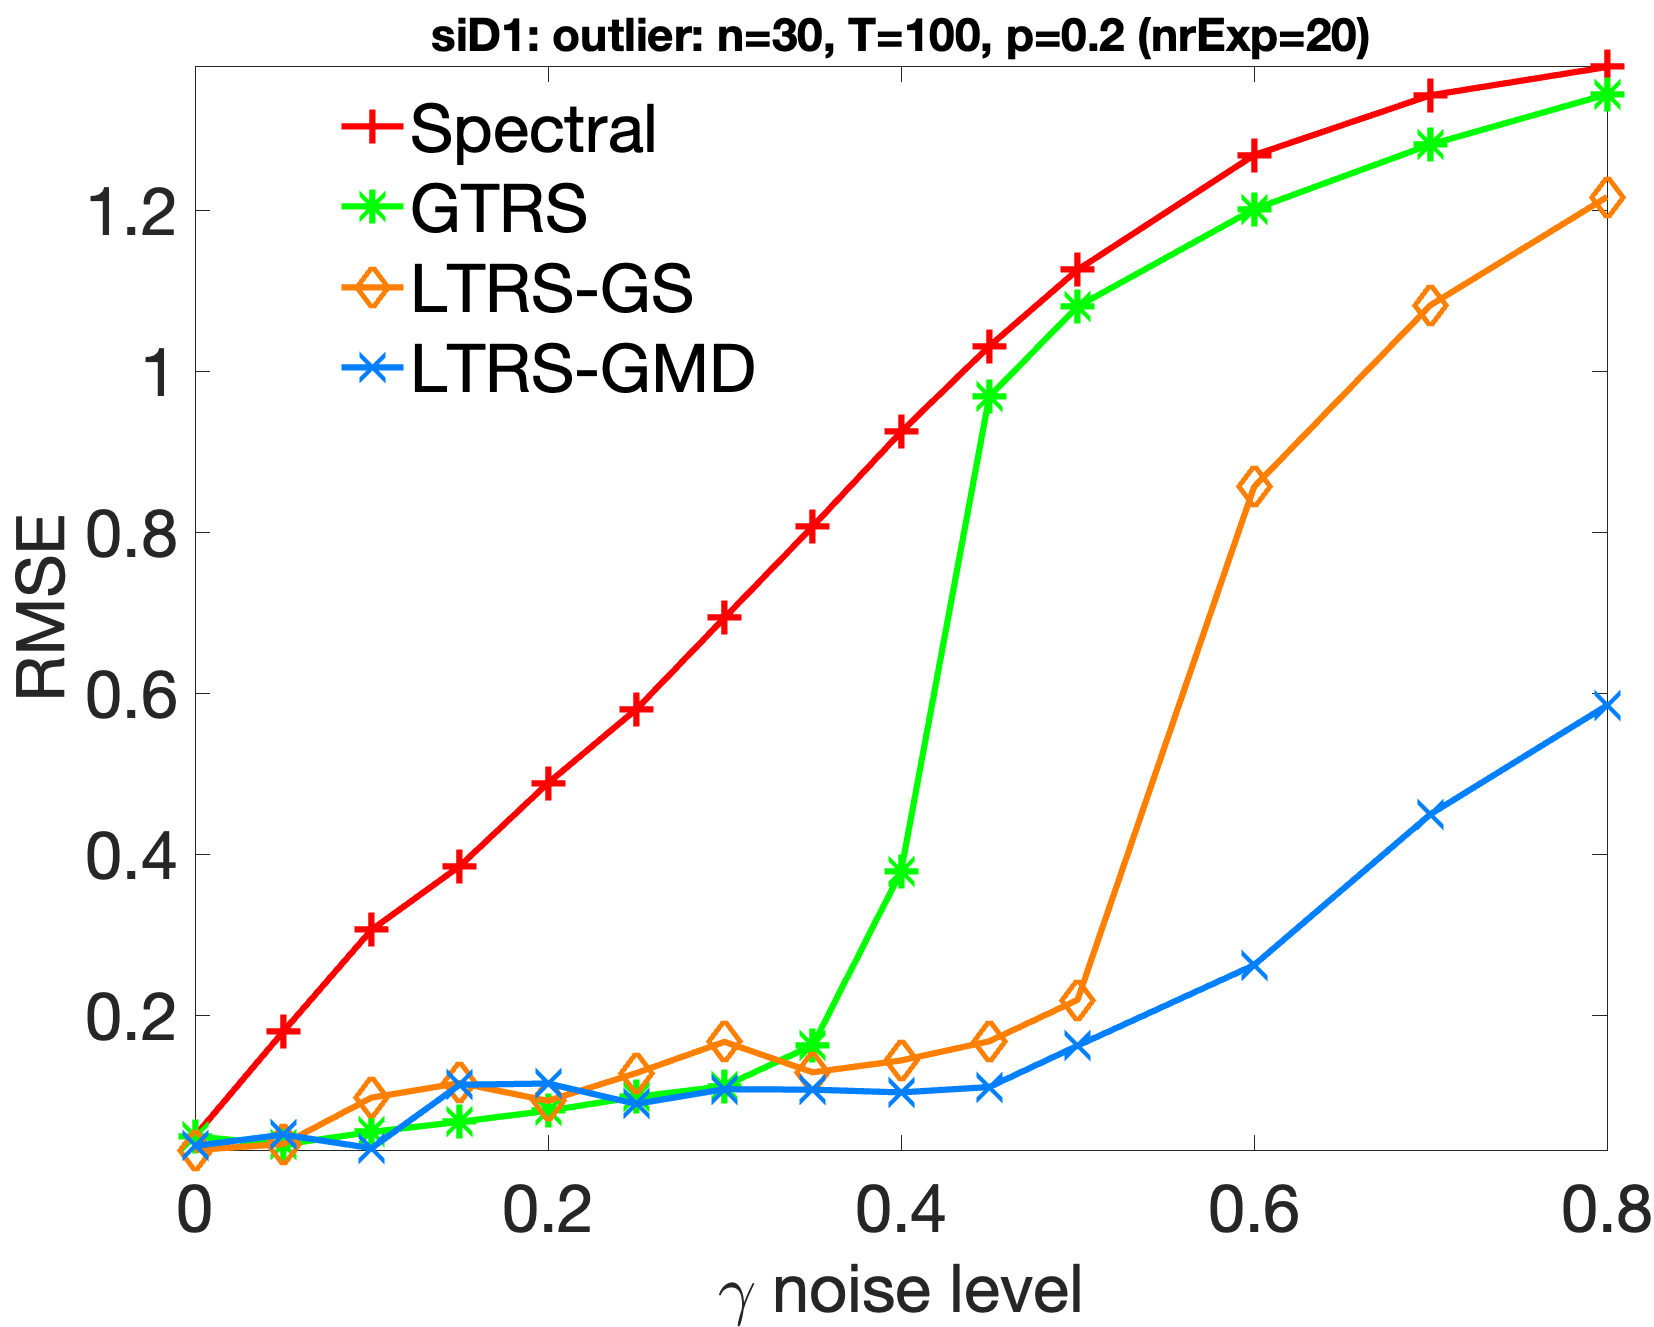 siD1: outlier: n=30, T=100, p=0.2 (nrExp=20)
Spectral
GTRS
LTRS-GS
LTRS-GMD
RMSE
1.2
1
0.8
0.6
0.4
0.2
0 0.2 0.4 0.6 0.8
γ noise level